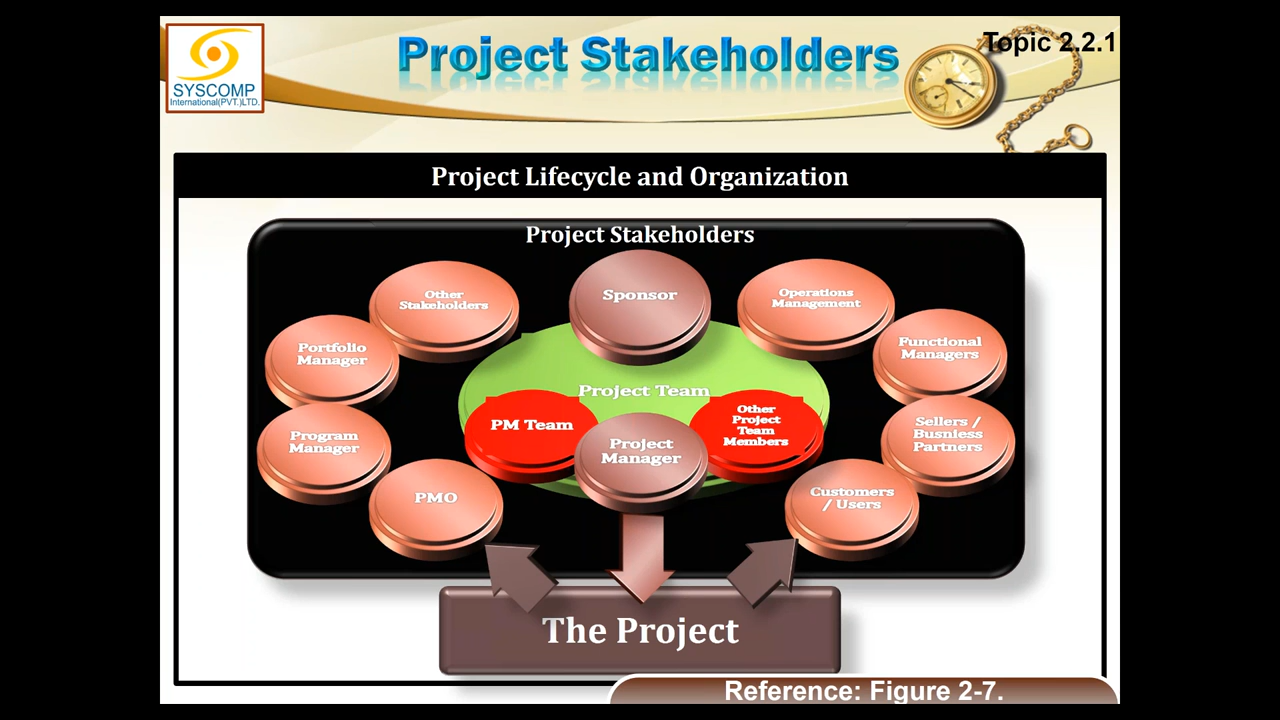 Project Stakeholders
Topic 2.2.1
SYSCOMP
International(PVT.)LTD.
Project Lifecycle and Organization
Project Stakeholders
Other
Stakeholders
Sponsor
Operations
Management
Portfolio
Manager
Functional
Managers
Project Team
PM Team
Other
Project
Team
Members
Project
Manager
Program
Manager
Sellers /
Busniess
Partners
PMO
Customers
/ Users
The Project
Reference: Figure 2-7.